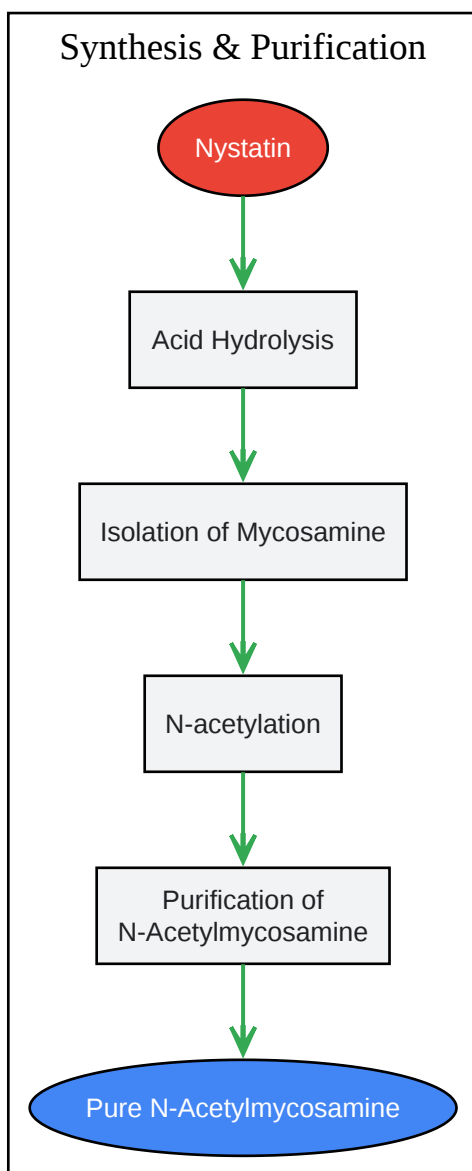 Synthesis & Purification
Nystatin
Acid Hydrolysis
Isolation of Mycosamine
N-acetylation
Purification of
N-Acetylmycosamine
Pure N-Acetylmycosamine